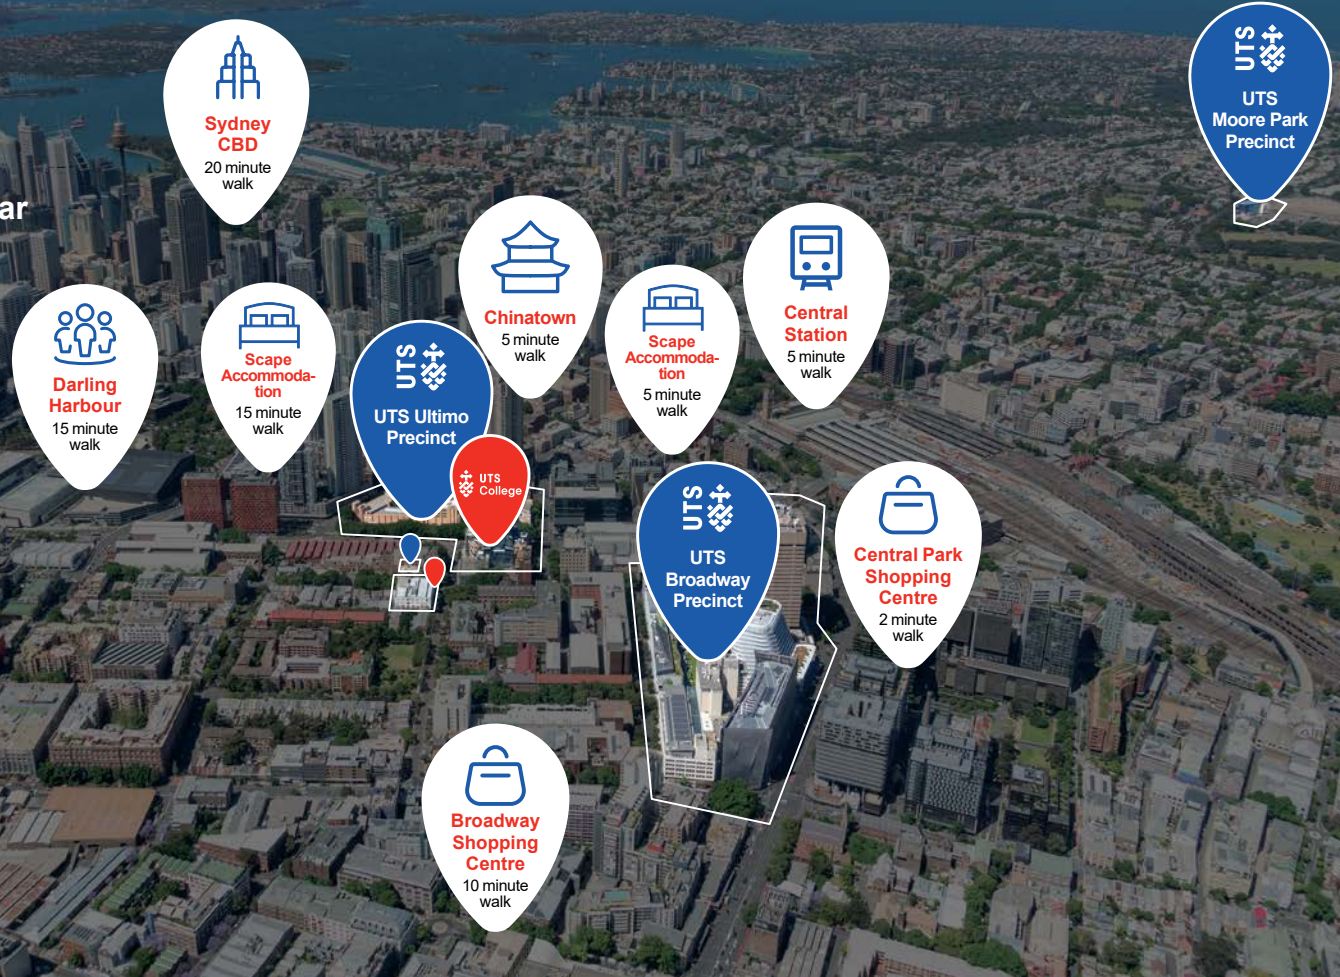 UTS
UTS
Moore Park
Precinct
Sydney
CBD
20 minute
walk
ar
Chinatown
5 minute
walk
Central
Station
5 minute
walk
Scape
Accommoda-
tion
5 minute
walk
Darling
Harbour
15 minute
walk
Scape
Accommoda-
tion
15 minute
walk
UTS
UTS Ultimo
Precinct
UTS
College
UTS
UTS
Broadway
Precinct
Central Park
Shopping
Centre
2 minute
walk
Broadway
Shopping
Centre
10 minute
walk